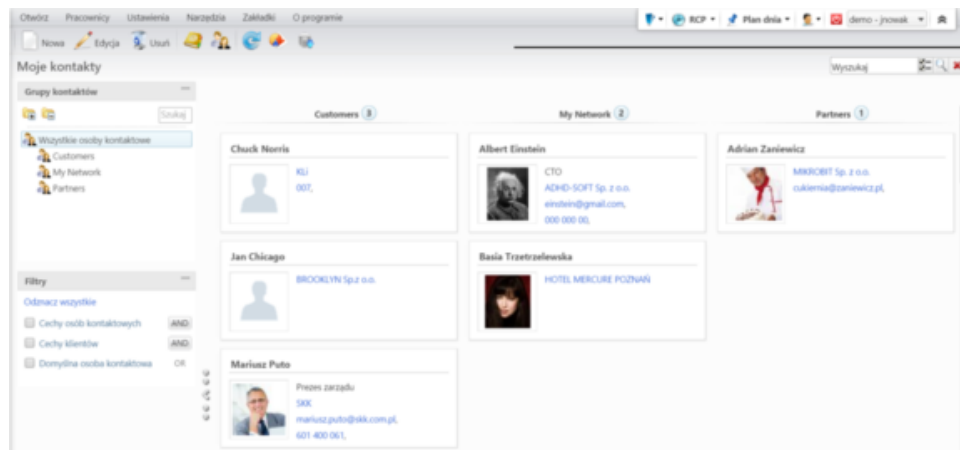 Otwórz Pracownicy Ustawienia Narzędzia Zakładki O programie
RCP Plan dnia demo - jnowak
Nowa Edycja Usuń
Moje kontakty
Wyszukaj
Grupy kontaktów
Szukaj
Wszystkie osoby kontaktowe
Customers
My Network
Partners
Filtry
Odznacz wszystkie
Cechy osób kontaktowych AND
Cechy klientów AND
Domyślna osoba kontaktowa OR
Customers 3
Chuck Norris
KLI
007,
Jan Chicago
BROOKLYN Sp.z o.o.
Mariusz Puto
Prezes zarządu
SKK
mariusz.puto@skk.com.pl,
601 400 061,
My Network 2
Albert Einstein
CTO
ADHD-SOFT Sp. z o.o.
einstein@gmail.com,
000 000 00,
Basia Trzetrzelewska
HOTEL MERCURE POZNAŃ
Partners 1
Adrian Zaniewicz
MIKROBIT Sp. z o.o.
cukiernia@zaniewicz.pl,